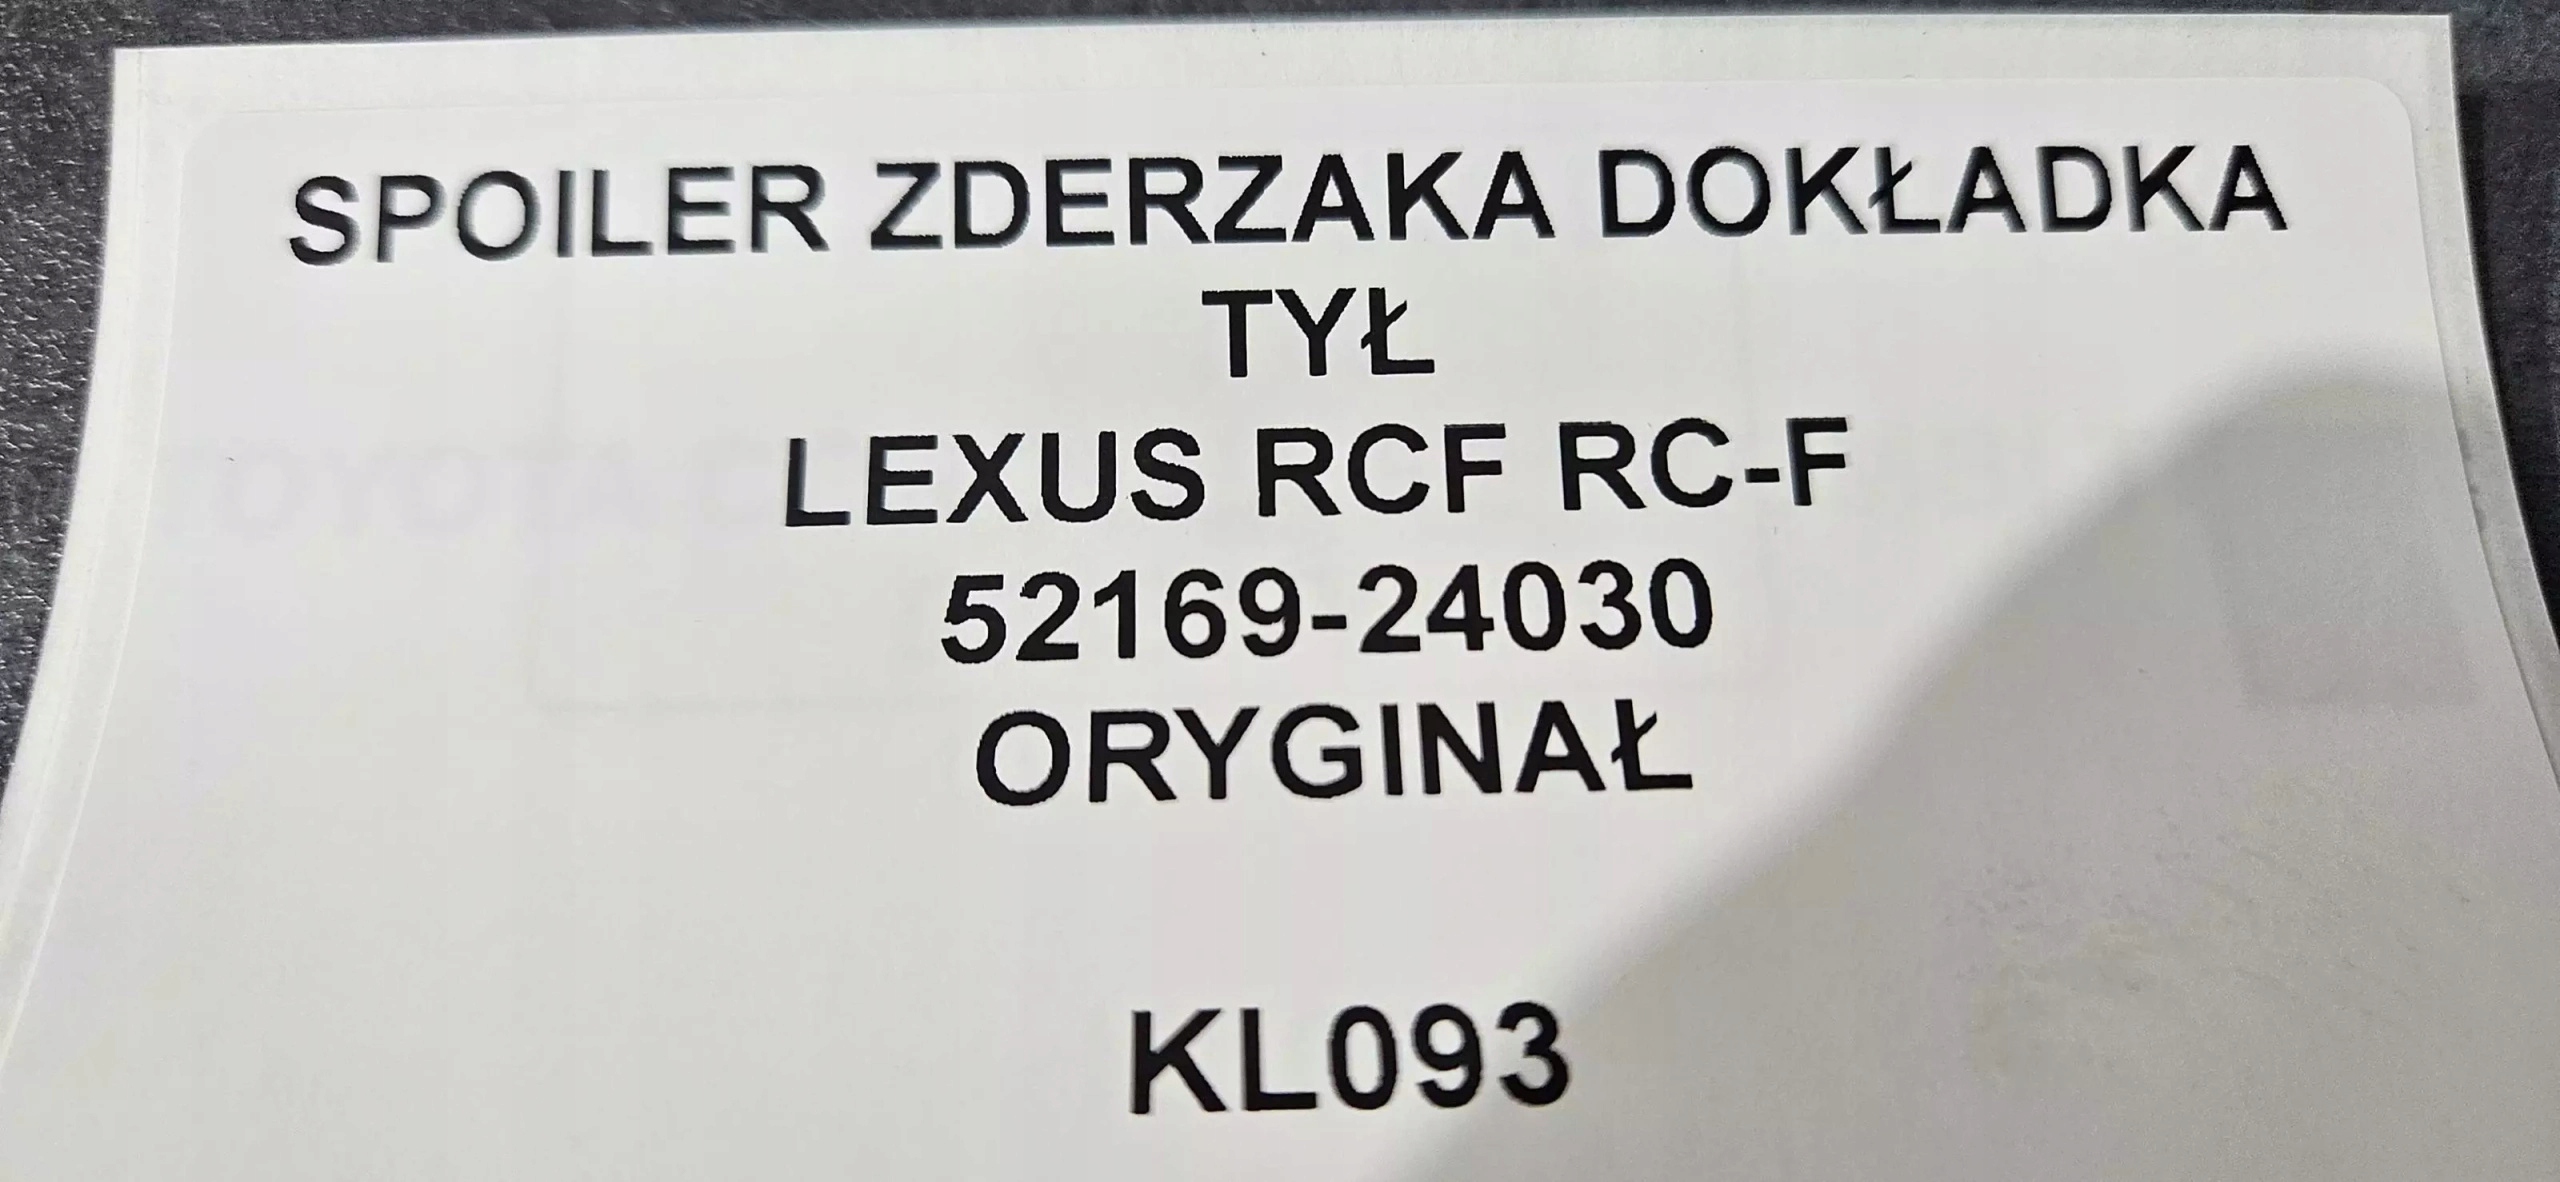 SPOILER ZDERZAKA DOKŁADKA
TYŁ
LEXUS RCF RC-F
52169-24030
ORYGINAŁ
KL093